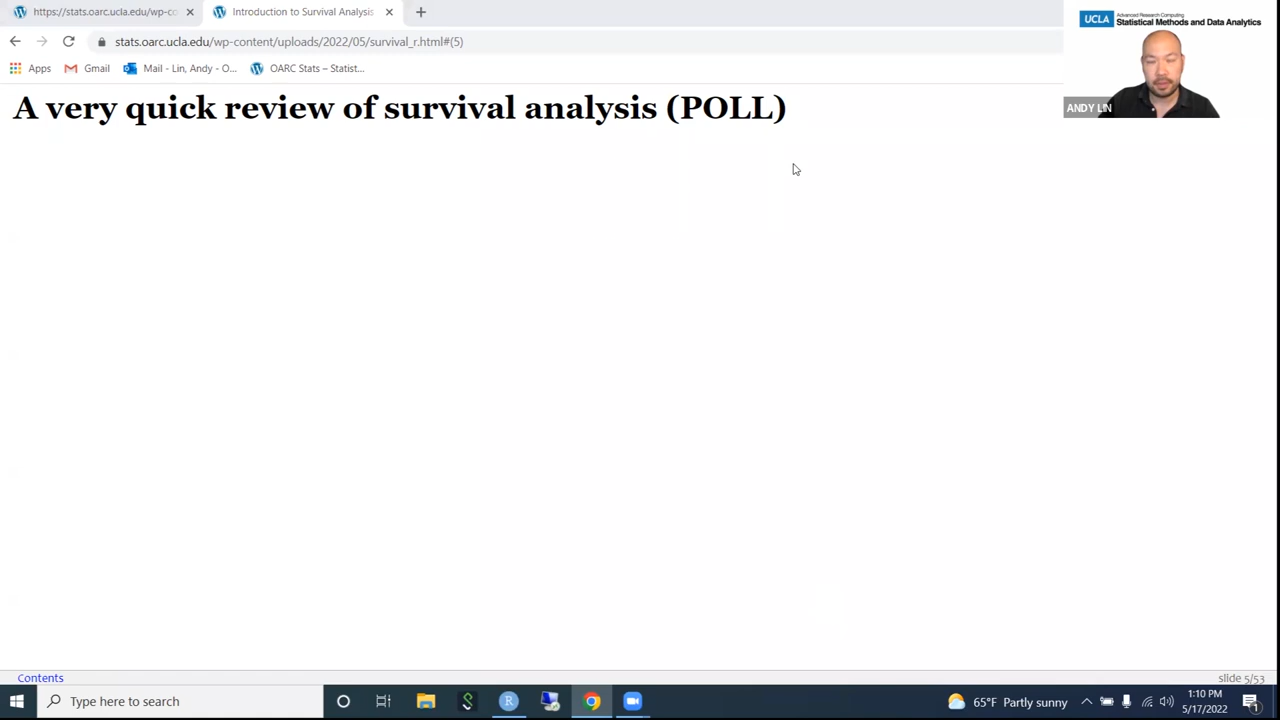 https://stats.oarc.ucla.edu/wp-co
Introduction to Survival Analysis
stats.oarc.ucla.edu/wp-content/uploads/2022/05/survival_r.html#(5)
Apps
Gmail
Mail - Lin, Andy - O...
OARC Stats – Statist...
UCLA
Advanced Research Computing
Statistical Methods and Data Analytics
ANDY LIN
A very quick review of survival analysis (POLL)
Contents
slide 5/53
Type here to search
65°F Partly sunny
1:10 PM
5/17/2022
1